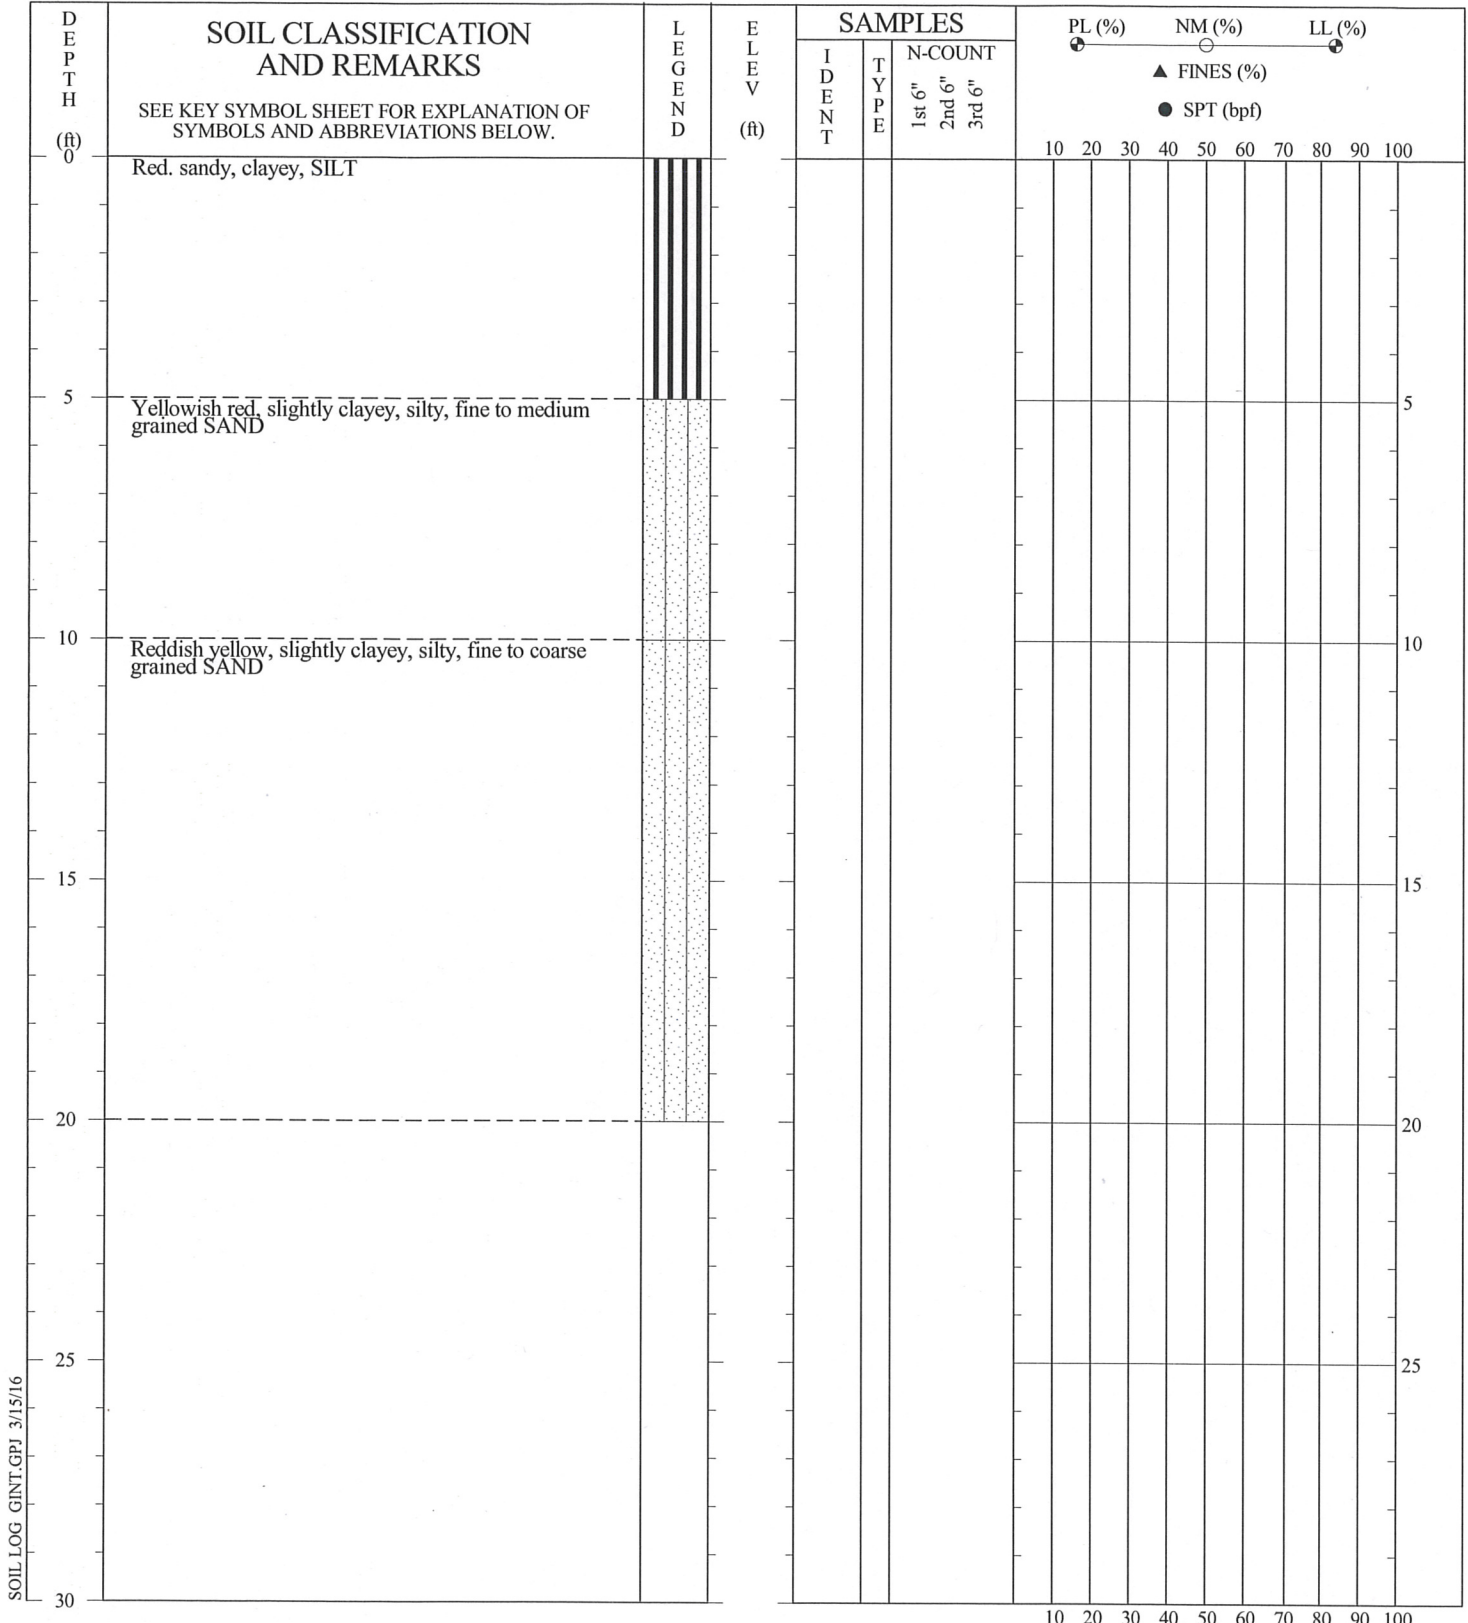 DEPTH
(ft)
SOIL CLASSIFICATION
AND REMARKS
SEE KEY SYMBOL SHEET FOR EXPLANATION OF
SYMBOLS AND ABBREVIATIONS BELOW.
LEGEND
ELEV
(ft)
SAMPLES
IDENT
TYPE
N-COUNT
1st 6"
2nd 6"
3rd 6"
PL (%) NM (%) LL (%)
FINES (%)
SPT (bpf)
10 20 30 40 50 60 70 80 90 100
0
Red. sandy, clayey, SILT
5
Yellowish red, slightly clayey, silty, fine to medium
grained SAND
5
10
Reddish yellow, slightly clayey, silty, fine to coarse
grained SAND
10
15
15
20
20
25
25
30
10 20 30 40 50 60 70 80 90 100
SOIL LOG GINT.GPJ 3/15/16